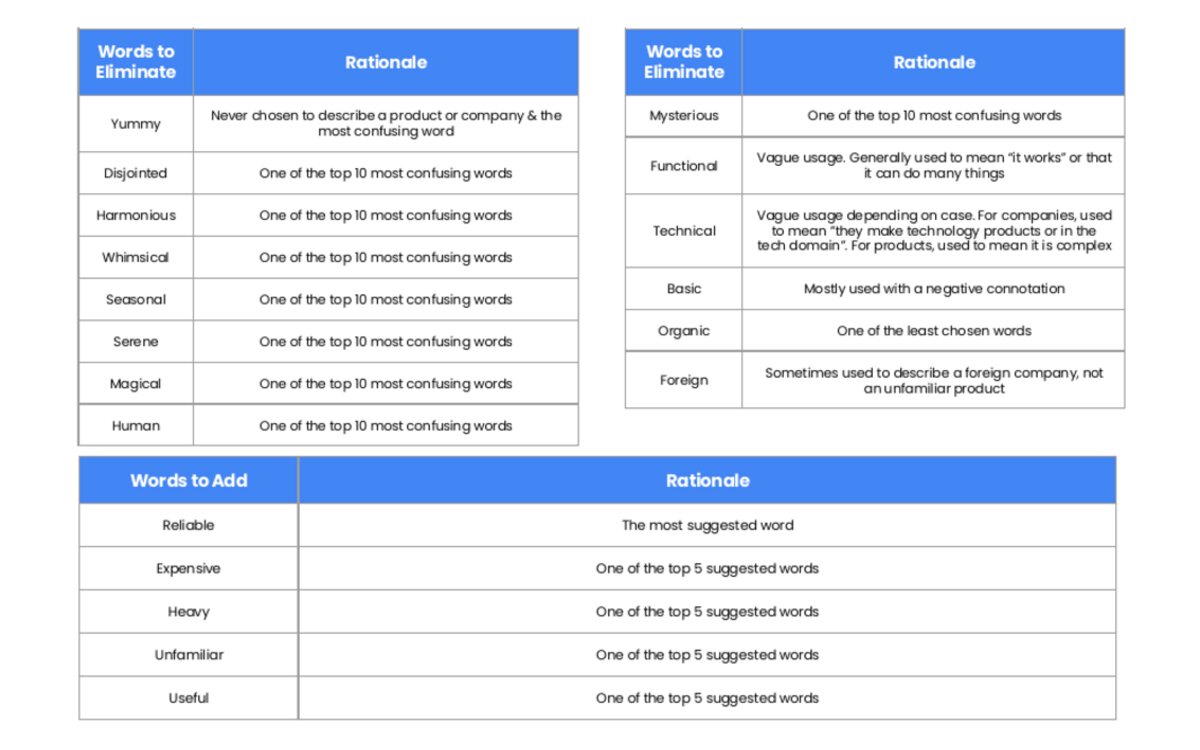 Words to
Eliminate
Rationale
Yummy
Never chosen to describe a product or company & the
most confusing word
Disjointed
One of the top 10 most confusing words
Harmonious
One of the top 10 most confusing words
Whimsical
One of the top 10 most confusing words
Seasonal
One of the top 10 most confusing words
Serene
One of the top 10 most confusing words
Magical
One of the top 10 most confusing words
Human
One of the top 10 most confusing words
Words to
Eliminate
Rationale
Mysterious
One of the top 10 most confusing words
Functional
Vague usage. Generally used to mean “it works” or that
it can do many things
Technical
Vague usage depending on case. For companies, used
to mean “they make technology products or in the
tech domain”. For products, used to mean it is complex
Basic
Mostly used with a negative connotation
Organic
One of the least chosen words
Foreign
Sometimes used to describe a foreign company, not
an unfamiliar product
Words to Add
Rationale
Reliable
The most suggested word
Expensive
One of the top 5 suggested words
Heavy
One of the top 5 suggested words
Unfamiliar
One of the top 5 suggested words
Useful
One of the top 5 suggested words